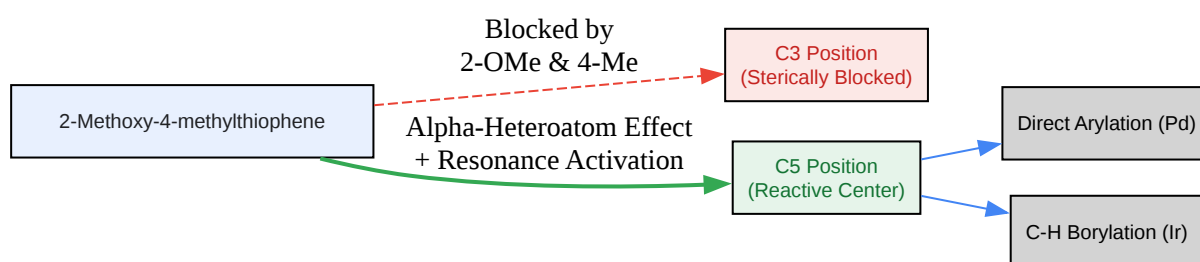 Blocked by
2-OMe & 4-Me
C3 Position
(Sterically Blocked)
2-Methoxy-4-methylthiophene
Alpha-Heteroatom Effect
+ Resonance Activation
C5 Position
(Reactive Center)
Direct Arylation (Pd)
C-H Borylation (Ir)